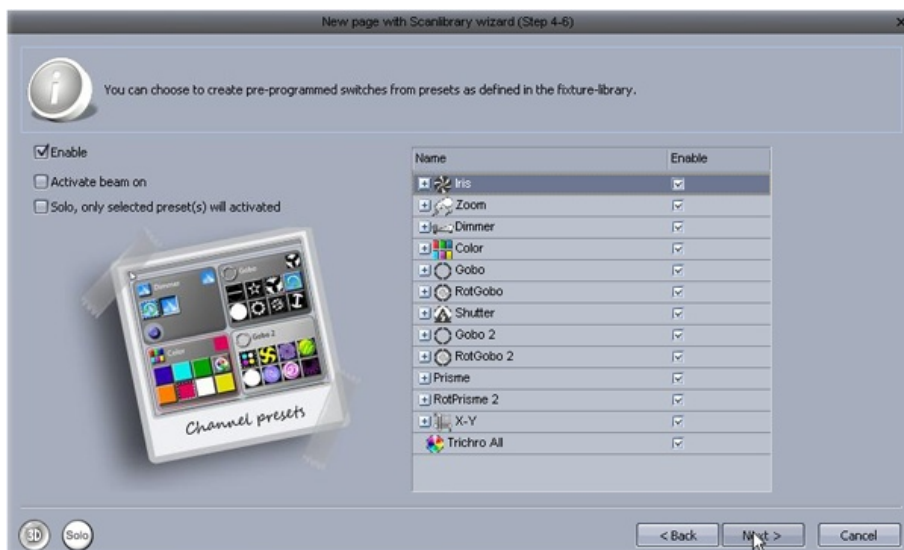 New page with Scanlibrary wizard (Step 4-6)
You can choose to create pre-programmed switches from presets as defined in the fixture-library.
Enable
Activate beam on
Solo, only selected preset(s) will activated
Dimmer
Gobo
Color
Gobo 2
Channel presets
Name Enable
Iris
Zoom
Dimmer
Color
Gobo
RotGobo
Shutter
Gobo 2
RotGobo 2
Prisme
RotPrisme 2
X-Y
Trichro All
3D Solo
< Back Next > Cancel